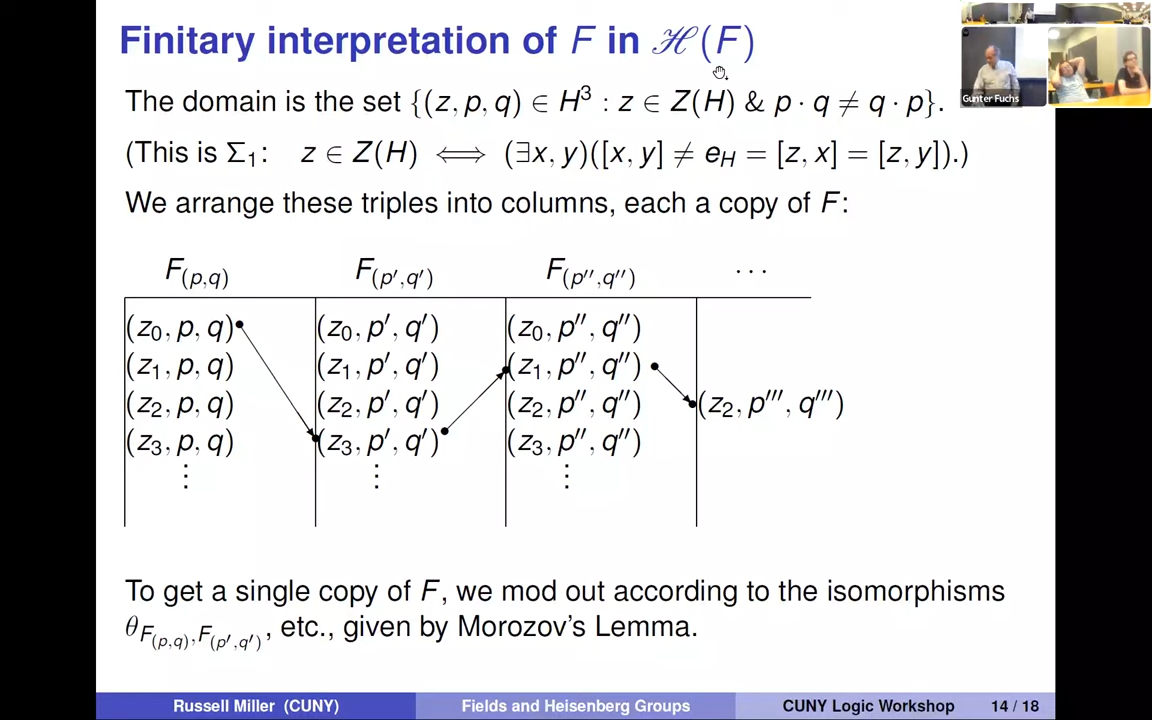 Finitary interpretation of F in ℋ(F)
The domain is the set {(z, p, q) ∈ H³ : z ∈ Z(H) & p · q ≠ q · p}.
(This is Σ₁: z ∈ Z(H) ⟺ (∃x, y)([x, y] ≠ e_H = [z, x] = [z, y]).)
We arrange these triples into columns, each a copy of F:
F_(p,q) F_(p′,q′) F_(p″,q″) ⋯
(z₀, p, q) (z₀, p′, q′) (z₀, p″, q″)
(z₁, p, q) (z₁, p′, q′) (z₁, p″, q″)
(z₂, p, q) (z₂, p′, q′) (z₂, p″, q″) (z₂, p‴, q‴)
(z₃, p, q) (z₃, p′, q′) (z₃, p″, q″)
⋮ ⋮ ⋮
To get a single copy of F, we mod out according to the isomorphisms
θ_F_(p,q),F_(p′,q′), etc., given by Morozov's Lemma.
Russell Miller (CUNY) Fields and Heisenberg Groups CUNY Logic Workshop 14 / 18
Gunter Fuchs